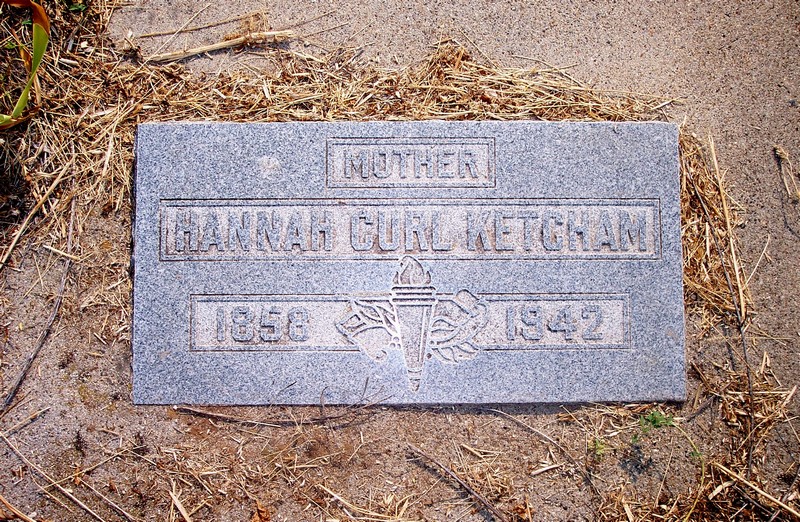 MOTHER
HANNAH CURL KETCHAM
1858 1942